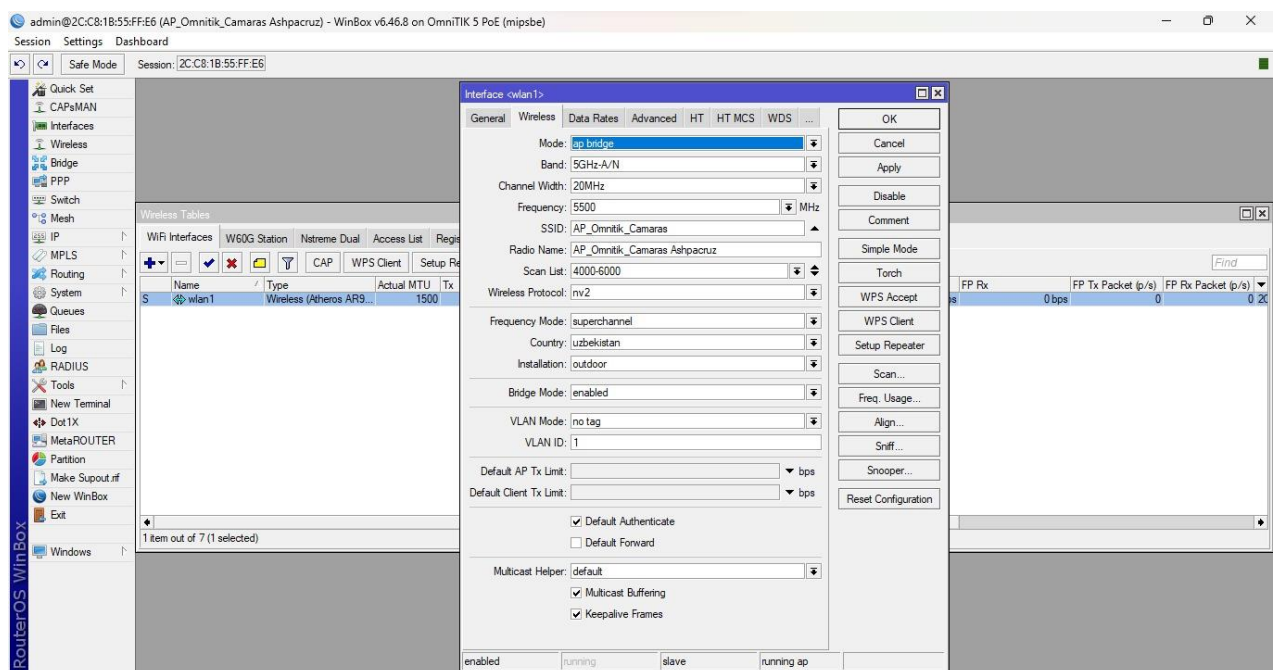 admin@2C:C8:1B:55:FF:E6 (AP_Omnitik_Camaras Ashpacruz) - WinBox v6.46.8 on OmniTIK 5 PoE (mipsbe)
Session Settings Dashboard
Safe Mode Session: 2C:C8:1B:55:FF:E6
Quick Set
CAPsMAN
Interfaces
Wireless
Bridge
PPP
Switch
Mesh
IP
MPLS
Routing
System
Queues
Files
Log
RADIUS
Tools
New Terminal
Dot1X
MetaROUTER
Partition
Make Supout.rif
New WinBox
Exit
Windows
RouterOS WinBox
Wireless Tables
WiFi Interfaces W60G Station Nstreme Dual Access List Regis
CAP WPS Client Setup Re
Find
Name Type Actual MTU Tx
S wlan1 Wireless (Atheros AR9... 1500
FP Rx FP Tx Packet (p/s) FP Rx Packet (p/s)
0 bps 0 0
1 item out of 7 (1 selected)
Interface <wlan1>
General Wireless Data Rates Advanced HT HT MCS WDS ...
Mode: ap bridge
Band: 5GHz-A/N
Channel Width: 20MHz
Frequency: 5500 MHz
SSID: AP_Omnitik_Camaras
Radio Name: AP_Omnitik_Camaras Ashpacruz
Scan List: 4000-6000
Wireless Protocol: nv2
Frequency Mode: superchannel
Country: uzbekistan
Installation: outdoor
Bridge Mode: enabled
VLAN Mode: no tag
VLAN ID: 1
Default AP Tx Limit: bps
Default Client Tx Limit: bps
Default Authenticate
Default Forward
Multicast Helper: default
Multicast Buffering
Keepalive Frames
enabled running slave running ap
OK
Cancel
Apply
Disable
Comment
Simple Mode
Torch
WPS Accept
WPS Client
Setup Repeater
Scan...
Freq. Usage...
Align...
Sniff...
Snooper...
Reset Configuration